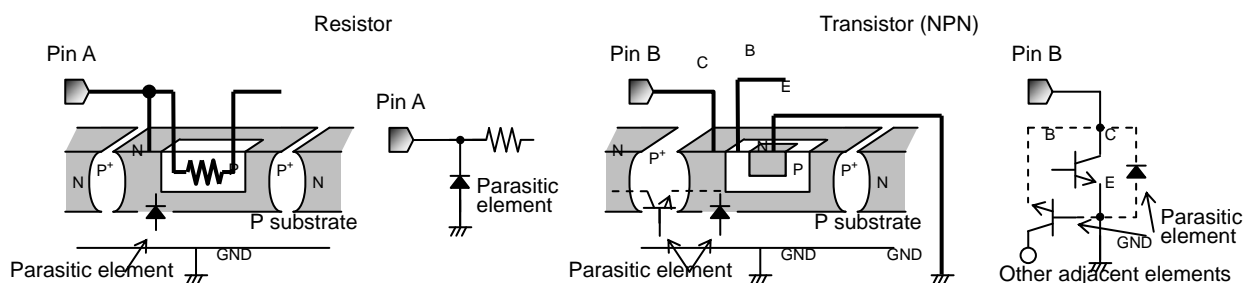 Resistor
Transistor (NPN)
Pin A
Pin B
B
C
E
Pin B
Pin A
N
P+
P
P+
N
N
Parasitic
element
P substrate
GND
Parasitic element
N
P+
N
P
P+
N
P substrate
GND
GND
Parasitic element
B
C
E
Parasitic
element
GND
Other adjacent elements